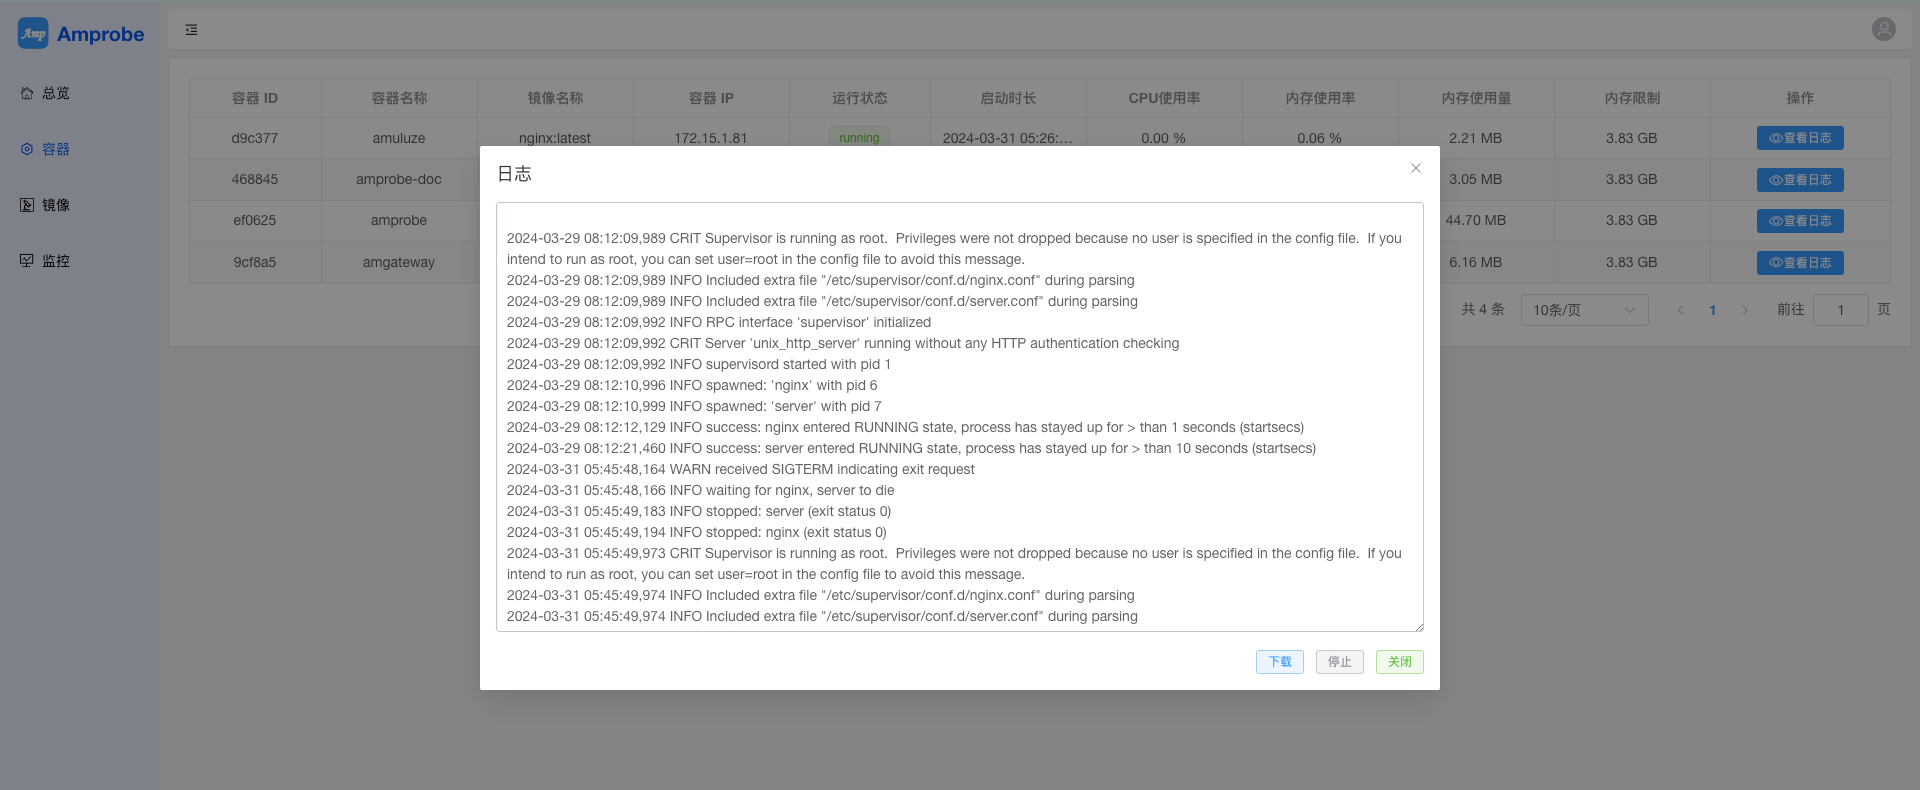 Amp Amprobe
总览
容器
镜像
监控
容器 ID 容器名称 镜像名称 容器 IP 运行状态 启动时长 CPU使用率 内存使用率 内存使用量 内存限制 操作
d9c377 amuluze nginx:latest 172.15.1.81 running 2024-03-31 05:26:... 0.00 % 0.06 % 2.21 MB 3.83 GB 查看日志
468845 amprobe-doc 3.05 MB 3.83 GB 查看日志
ef0625 amprobe 44.70 MB 3.83 GB 查看日志
9cf8a5 amgateway 6.16 MB 3.83 GB 查看日志
共 4 条 10条/页 1 前往 1 页
日志
2024-03-29 08:12:09,989 CRIT Supervisor is running as root.  Privileges were not dropped because no user is specified in the config file.  If you
intend to run as root, you can set user=root in the config file to avoid this message.
2024-03-29 08:12:09,989 INFO Included extra file "/etc/supervisor/conf.d/nginx.conf" during parsing
2024-03-29 08:12:09,989 INFO Included extra file "/etc/supervisor/conf.d/server.conf" during parsing
2024-03-29 08:12:09,992 INFO RPC interface 'supervisor' initialized
2024-03-29 08:12:09,992 CRIT Server 'unix_http_server' running without any HTTP authentication checking
2024-03-29 08:12:09,992 INFO supervisord started with pid 1
2024-03-29 08:12:10,996 INFO spawned: 'nginx' with pid 6
2024-03-29 08:12:10,999 INFO spawned: 'server' with pid 7
2024-03-29 08:12:12,129 INFO success: nginx entered RUNNING state, process has stayed up for > than 1 seconds (startsecs)
2024-03-29 08:12:21,460 INFO success: server entered RUNNING state, process has stayed up for > than 10 seconds (startsecs)
2024-03-31 05:45:48,164 WARN received SIGTERM indicating exit request
2024-03-31 05:45:48,166 INFO waiting for nginx, server to die
2024-03-31 05:45:49,183 INFO stopped: server (exit status 0)
2024-03-31 05:45:49,194 INFO stopped: nginx (exit status 0)
2024-03-31 05:45:49,973 CRIT Supervisor is running as root.  Privileges were not dropped because no user is specified in the config file.  If you
intend to run as root, you can set user=root in the config file to avoid this message.
2024-03-31 05:45:49,974 INFO Included extra file "/etc/supervisor/conf.d/nginx.conf" during parsing
2024-03-31 05:45:49,974 INFO Included extra file "/etc/supervisor/conf.d/server.conf" during parsing
下载 停止 关闭